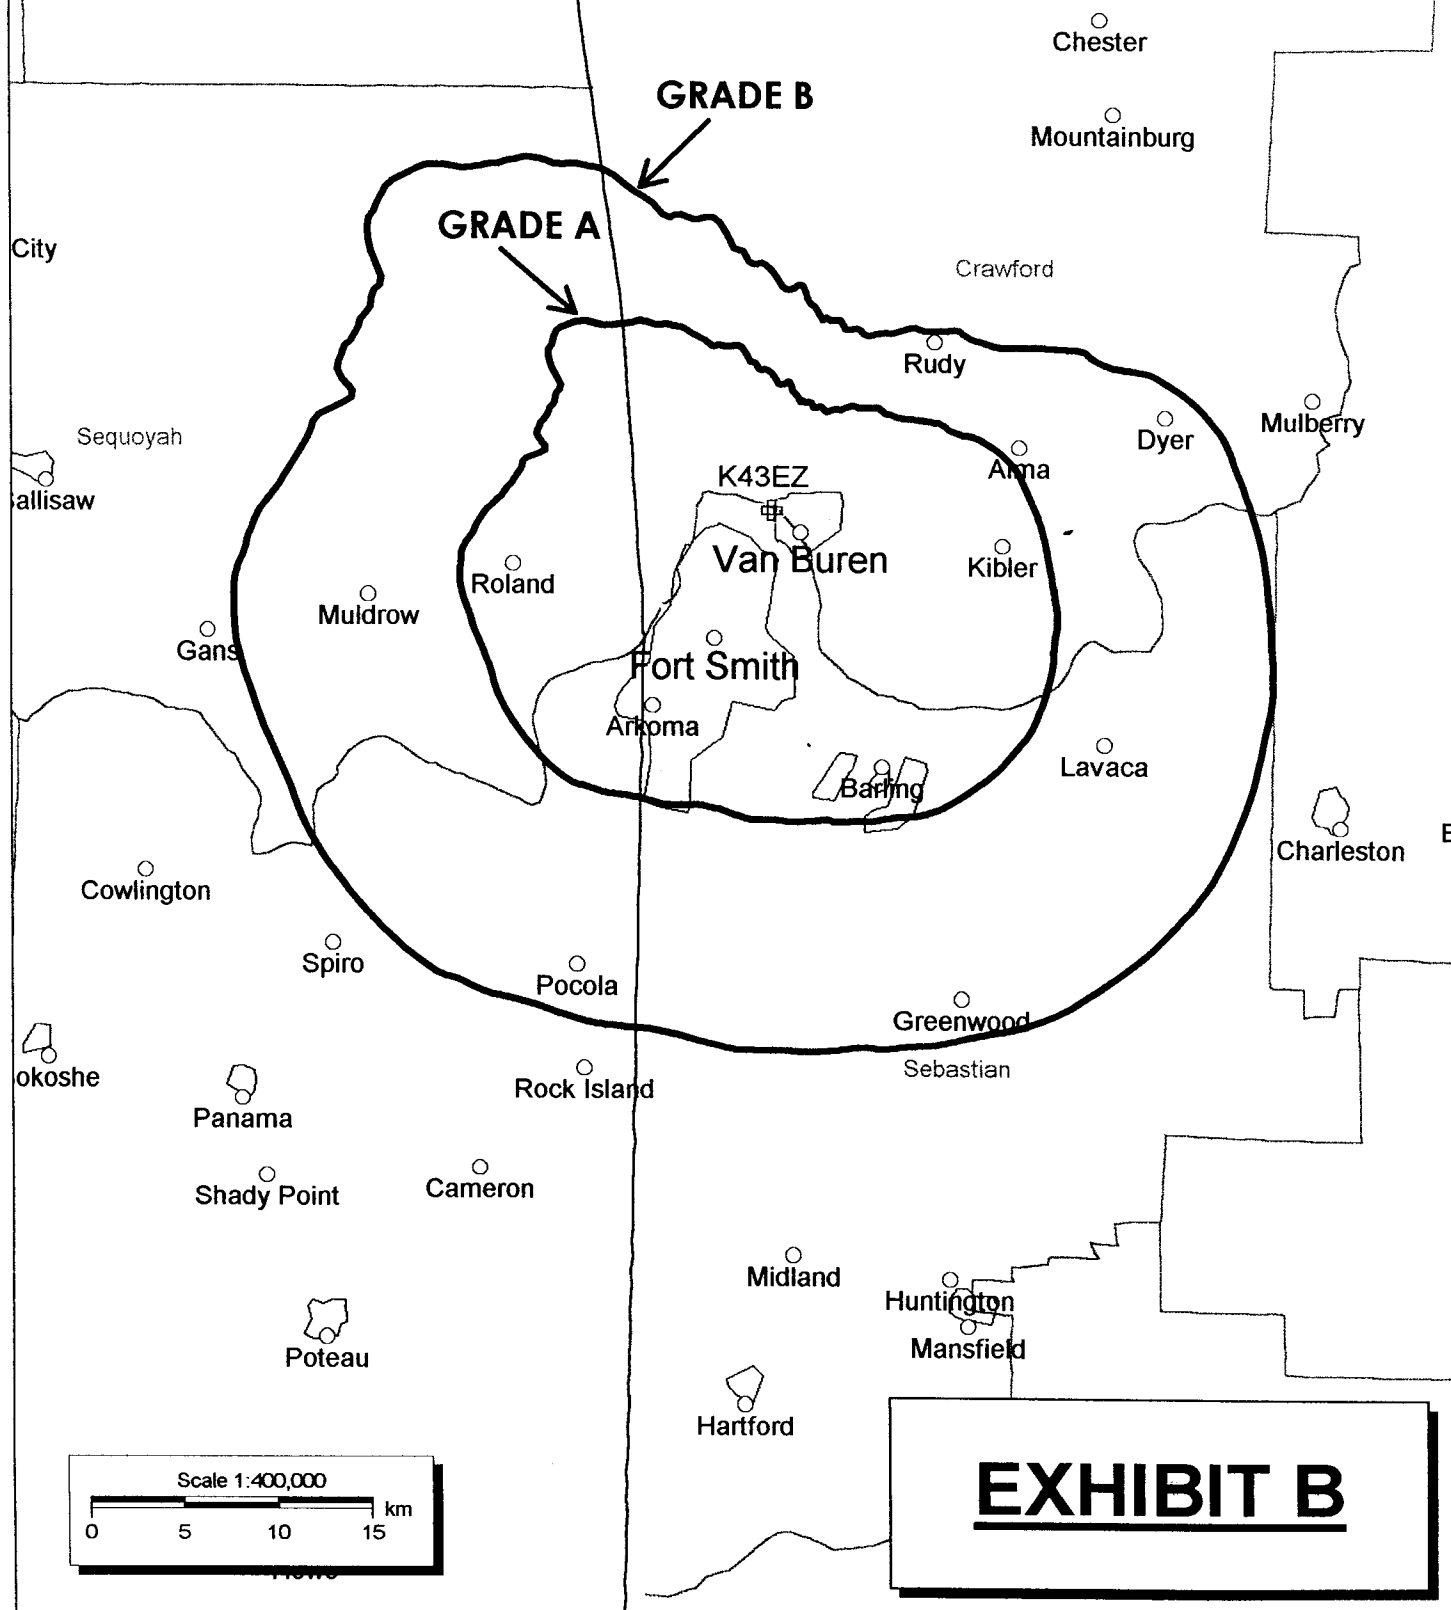 Chester
GRADE B
Mountainburg
GRADE A
City
Crawford
Rudy
Mulberry
Dyer
Sequoyah
Alma
K43EZ
allisaw
Van Buren
Kibler
Roland
Muldrow
Gans
Fort Smith
Arkoma
Lavaca
Barling
Charleston
E
Cowlington
Spiro
Pocola
Greenwood
Sebastian
okoshe
Rock Island
Panama
Shady Point
Cameron
Midland
Huntington
Mansfield
Poteau
Hartford
Scale 1:400,000
km
0 5 10 15
EXHIBIT B